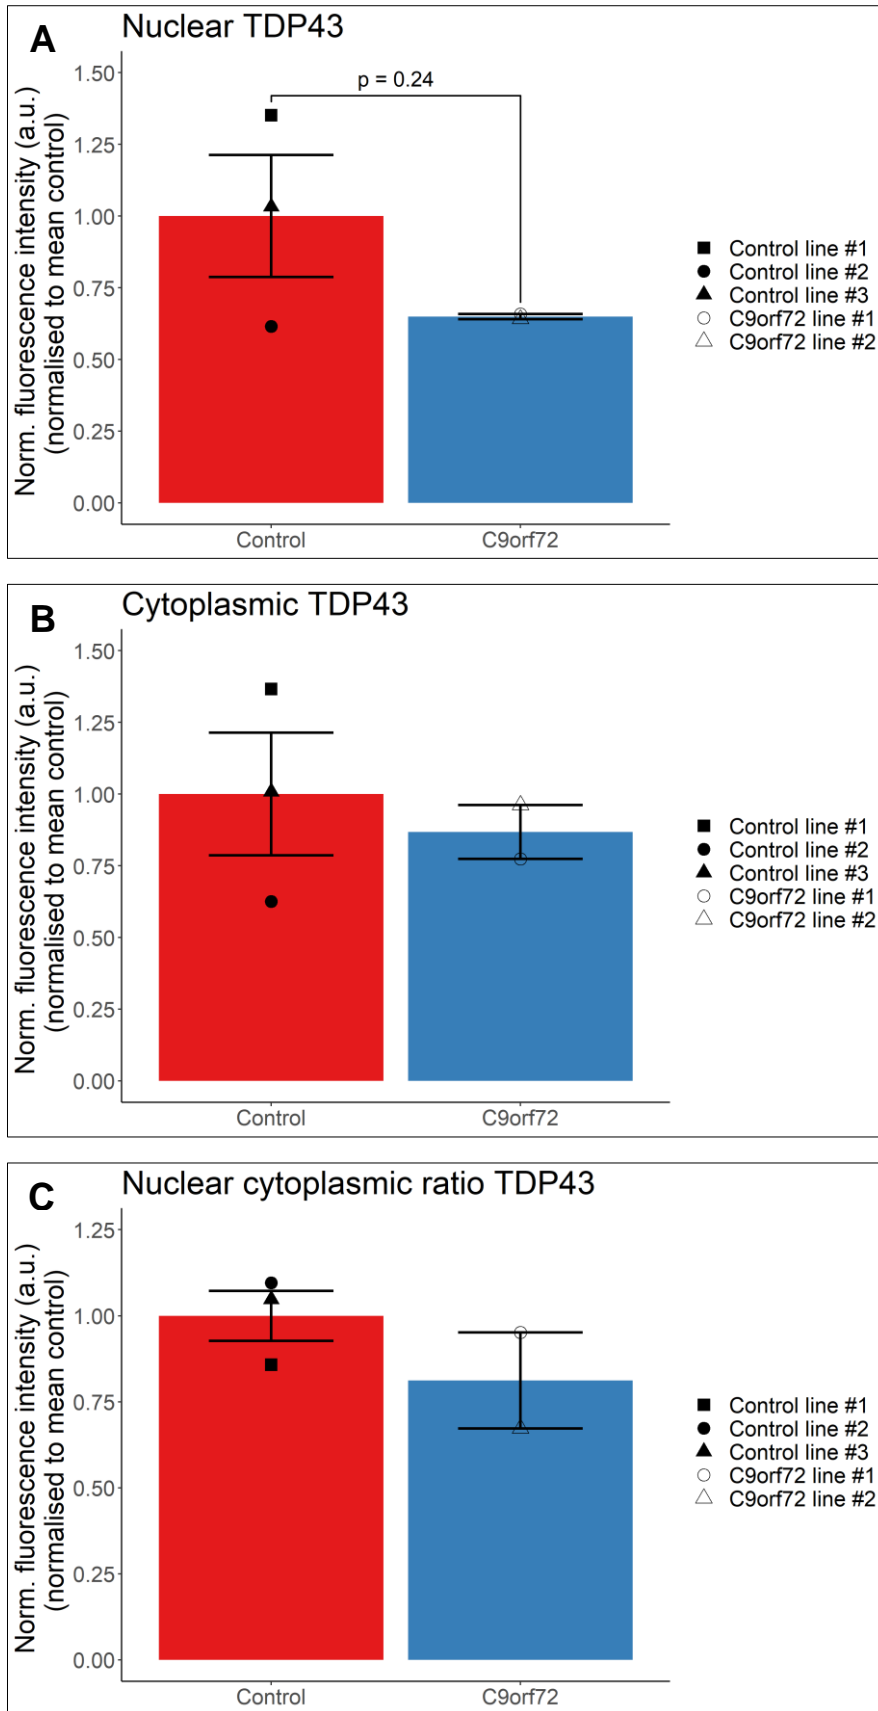 A
Nuclear TDP43
Norm. fluorescence intensity (a.u.)
(normalised to mean control)
1.50
1.25
1.00
0.75
0.50
0.25
0.00
p = 0.24
Control
C9orf72
Control line #1
Control line #2
Control line #3
C9orf72 line #1
C9orf72 line #2
B
Cytoplasmic TDP43
Norm. fluorescence intensity (a.u.)
(normalised to mean control)
1.50
1.25
1.00
0.75
0.50
0.25
0.00
Control
C9orf72
Control line #1
Control line #2
Control line #3
C9orf72 line #1
C9orf72 line #2
C
Nuclear cytoplasmic ratio TDP43
Norm. fluorescence intensity (a.u.)
(normalised to mean control)
1.25
1.00
0.75
0.50
0.25
0.00
Control
C9orf72
Control line #1
Control line #2
Control line #3
C9orf72 line #1
C9orf72 line #2